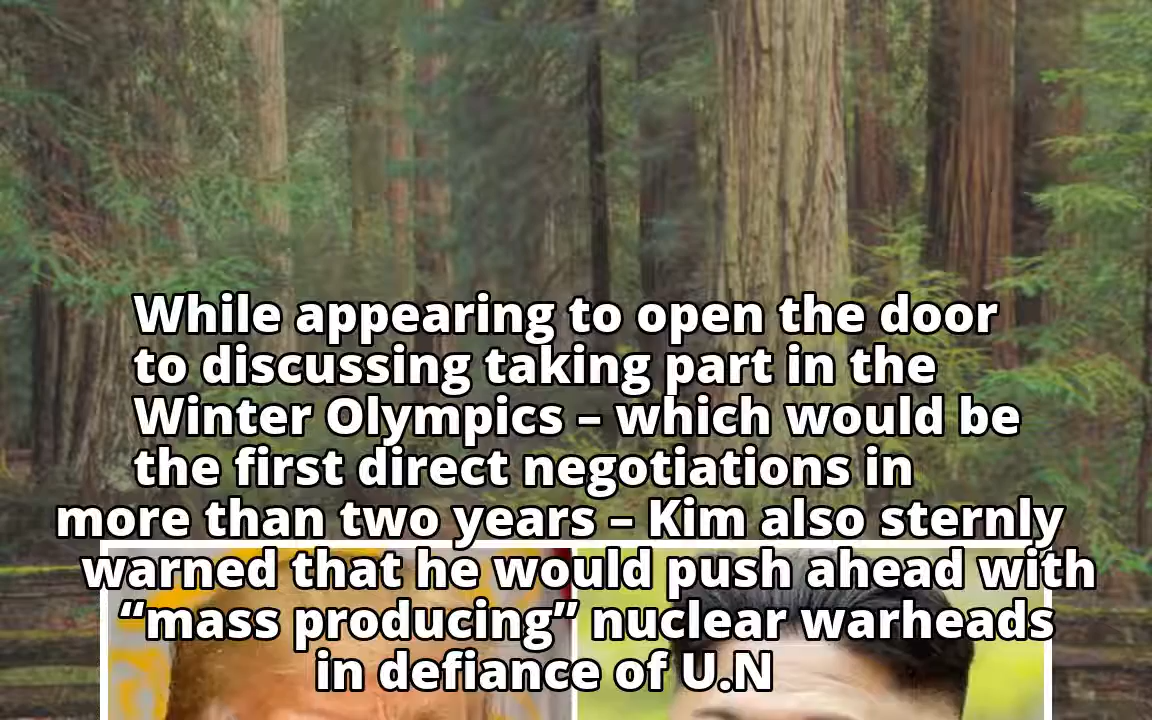 While appearing to open the door
to discussing taking part in the
Winter Olympics – which would be
the first direct negotiations in
more than two years – Kim also sternly
warned that he would push ahead with
“mass producing” nuclear warheads
in defiance of U.N